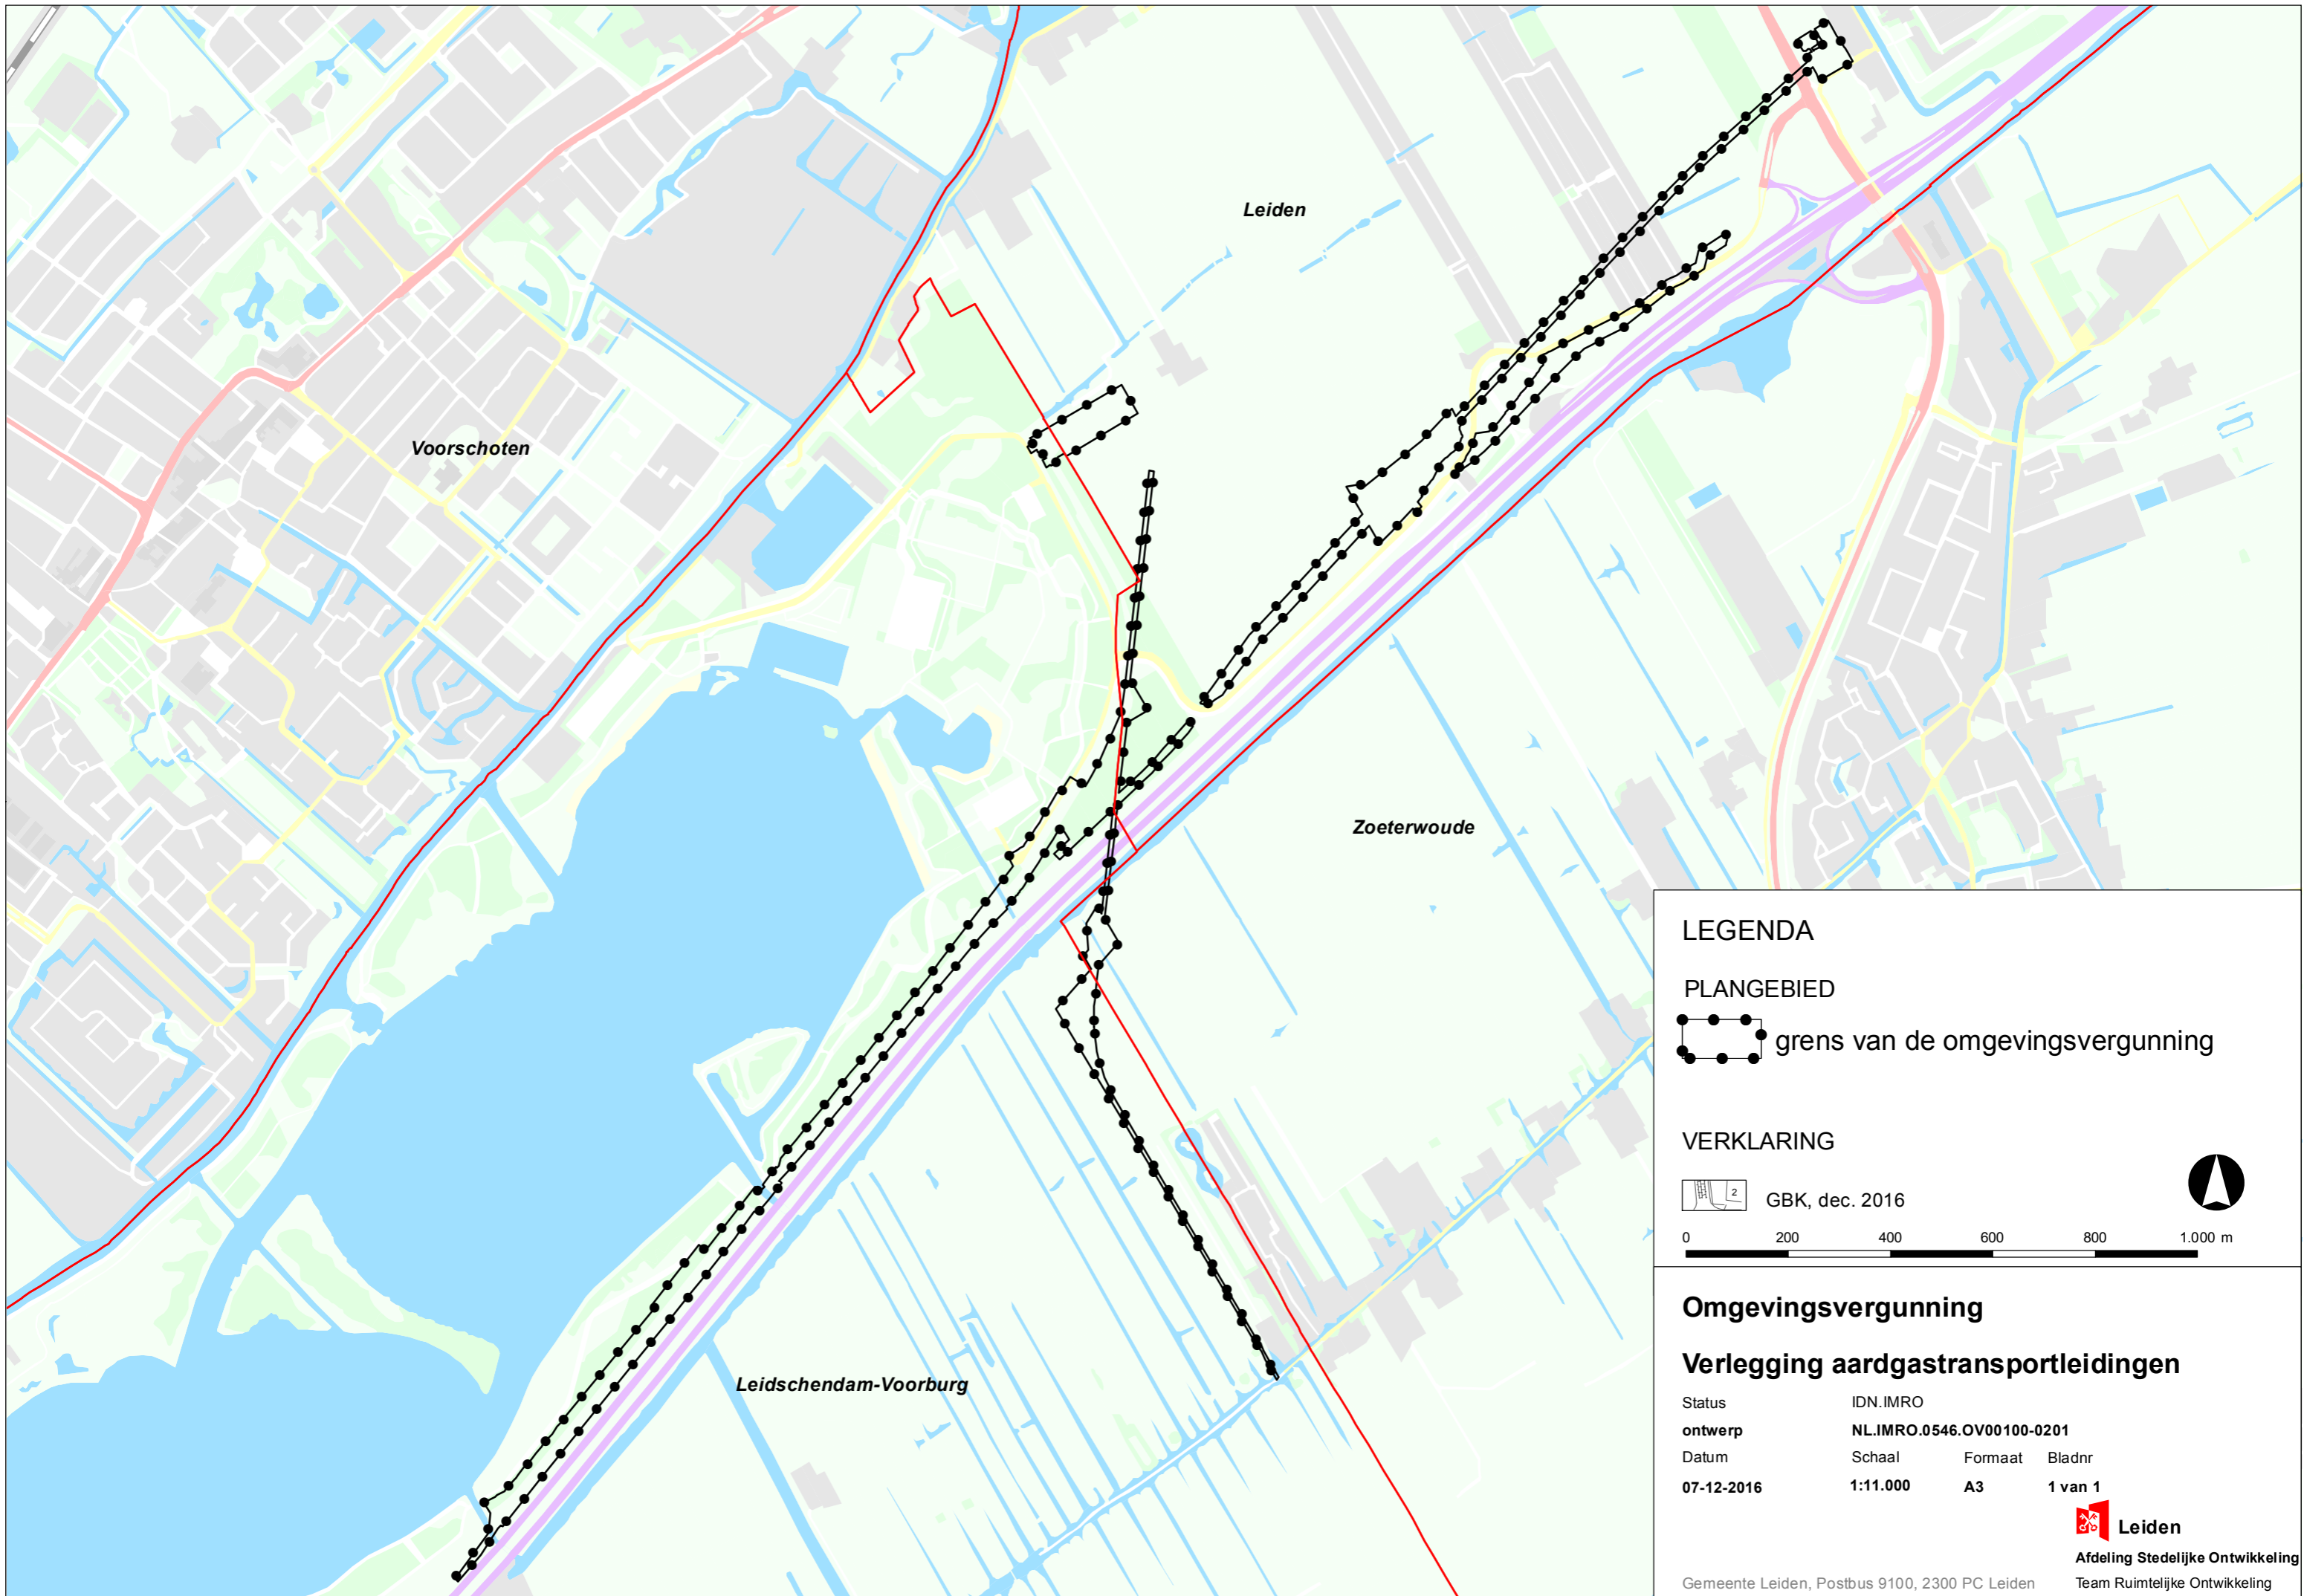 Leiden
Voorschoten
Zoeterwoude
Leidschendam-Voorburg
LEGENDA
PLANGEBIED
grens van de omgevingsvergunning
VERKLARING
2
GBK, dec. 2016
0 200 400 600 800 1.000 m
Omgevingsvergunning
Verlegging aardgastransportleidingen
Status IDN.IMRO
ontwerp NL.IMRO.0546.OV00100-0201
Datum Schaal Formaat Bladnr
07-12-2016 1:11.000 A3 1 van 1
Leiden
Afdeling Stedelijke Ontwikkeling
Gemeente Leiden, Postbus 9100, 2300 PC Leiden Team Ruimtelijke Ontwikkeling